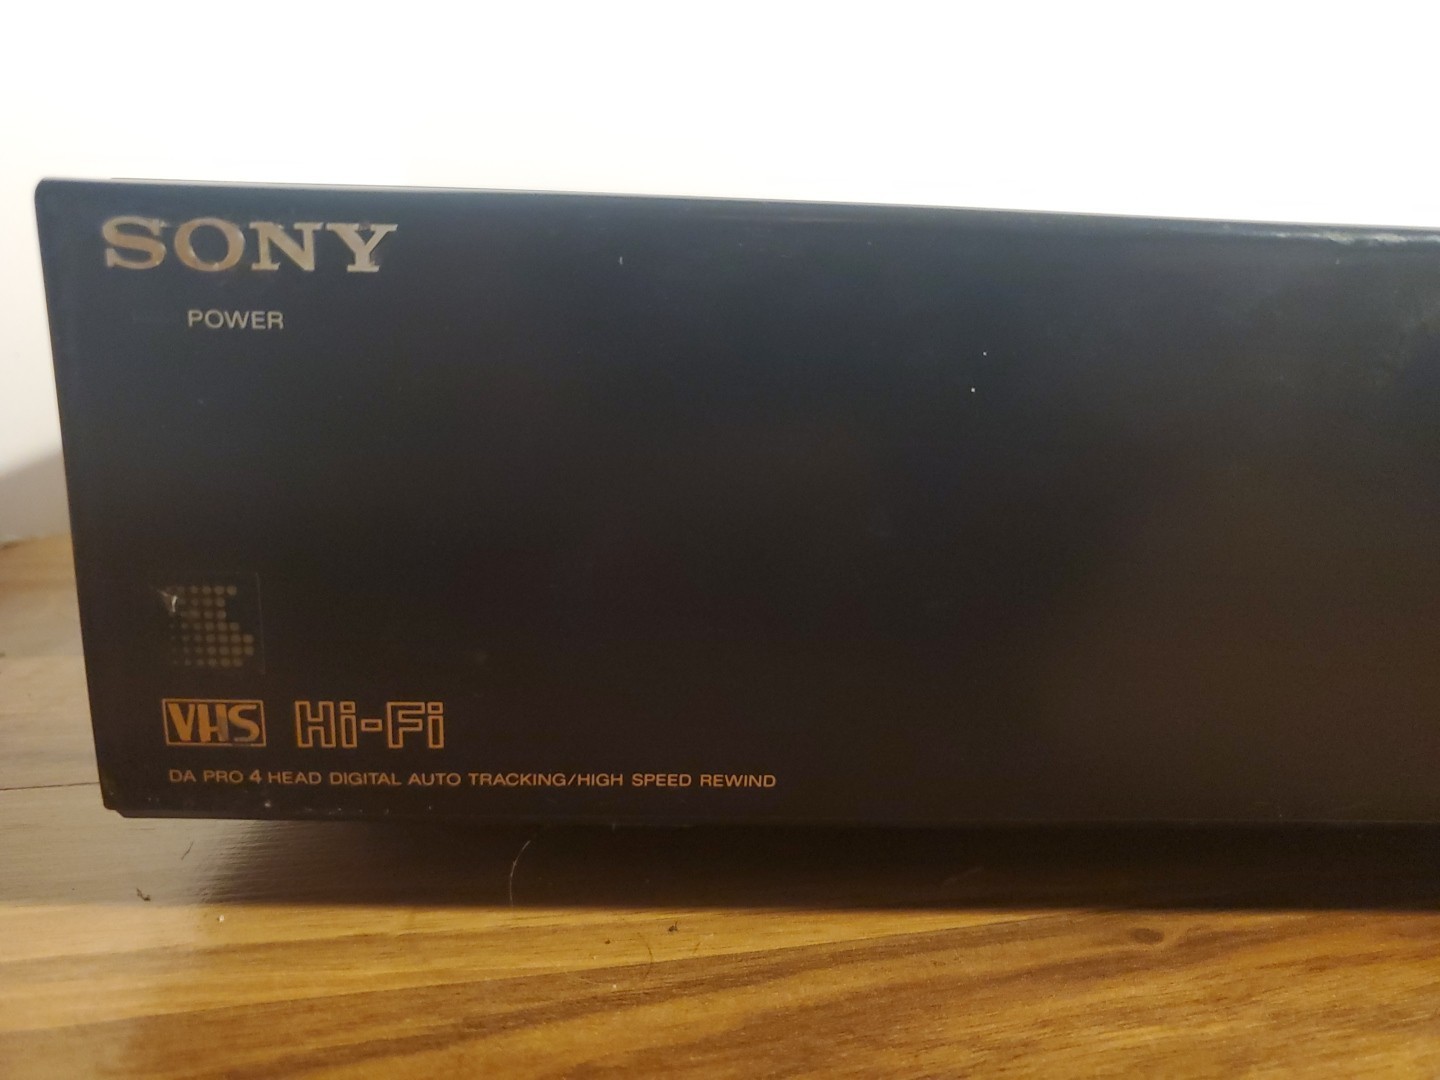 SONY
POWER
VHS Hi-Fi
DA PRO 4 HEAD DIGITAL AUTO TRACKING/HIGH SPEED REWIND